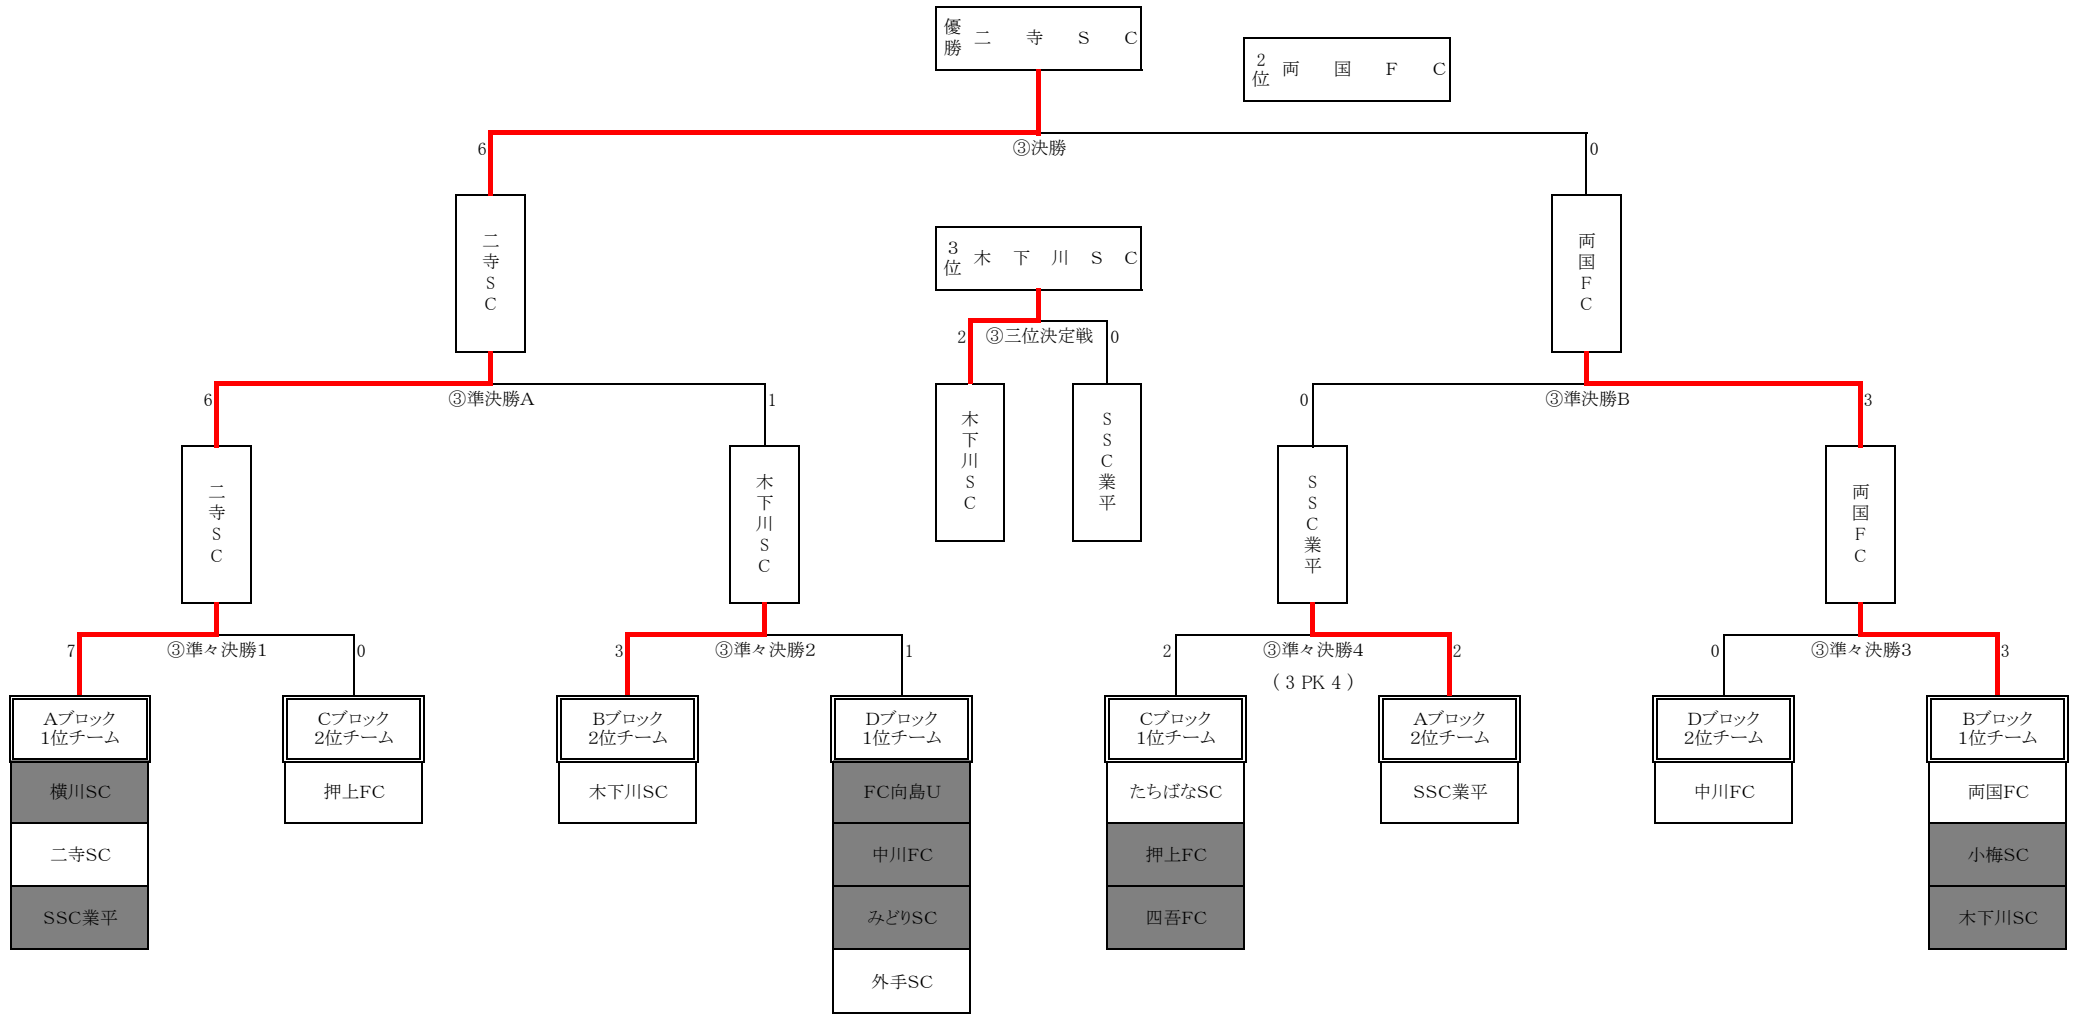 優勝 二寺SC
2位 両国FC
6 ③決勝 0
二寺SC
3位 木下川SC
両国FC
2 ③三位決定戦 0
6 ③準決勝A 1
木下川SC
SSC業平
0 ③準決勝B 3
二寺SC
木下川SC
SSC業平
両国FC
7 ③準々決勝1 0
3 ③準々決勝2 1
2 ③準々決勝4 2
( 3 PK 4 )
0 ③準々決勝3 3
Aブロック
1位チーム
Cブロック
2位チーム
Bブロック
2位チーム
Dブロック
1位チーム
Cブロック
1位チーム
Aブロック
2位チーム
Dブロック
2位チーム
Bブロック
1位チーム
横川SC
押上FC
木下川SC
FC向島U
たちばなSC
SSC業平
中川FC
両国FC
二寺SC
中川FC
押上FC
小梅SC
SSC業平
みどりSC
四吾FC
木下川SC
外手SC